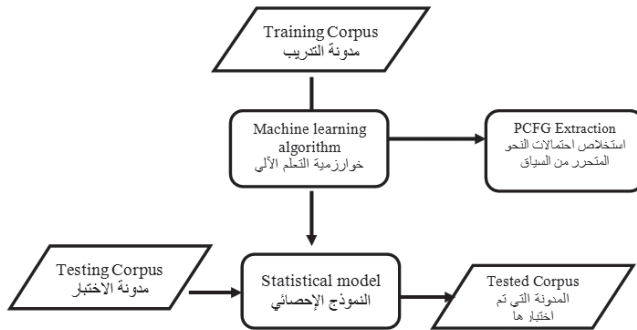 Training Corpus
مدونة التدريب
Machine learning
algorithm
خوارزمية التعلم الآلي
PCFG Extraction
استخلاص احتمالات النحو
المتحرر من السياق
Testing Corpus
مدونة الاختبار
Statistical model
النموذج الإحصائي
Tested Corpus
المدونة التي تم
اختبارها